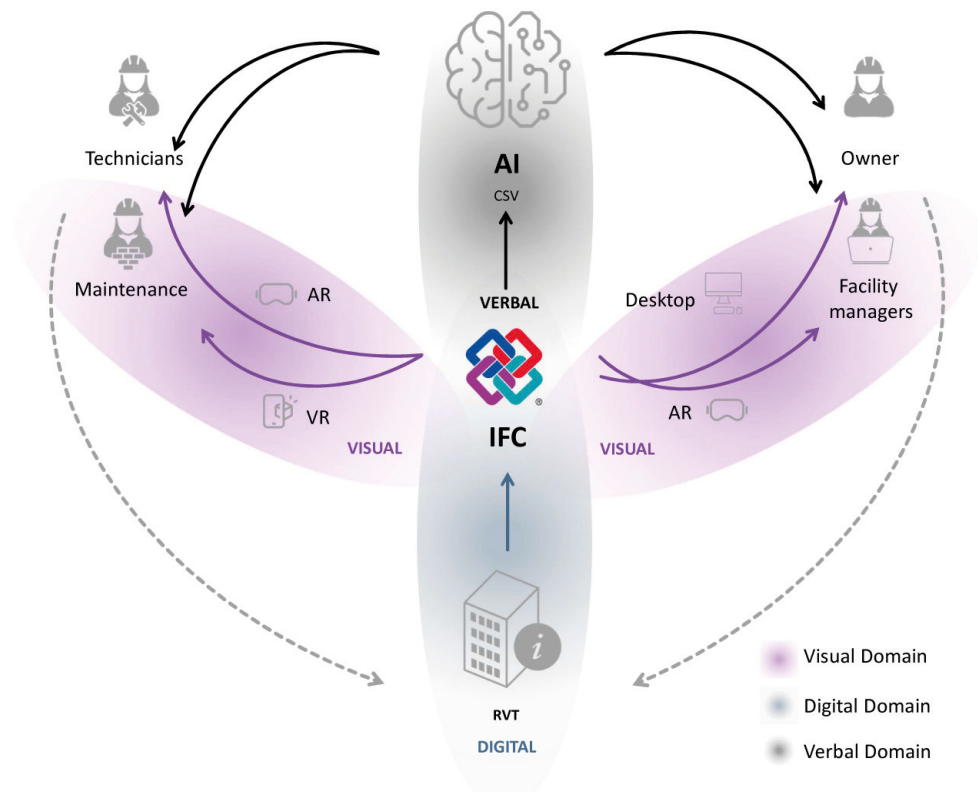 Technicians
Owner
AI
CSV
Maintenance
AR
VERBAL
Desktop
Facility
managers
VR
AR
®
VISUAL
IFC
VISUAL
i
RVT
DIGITAL
Visual Domain
Digital Domain
Verbal Domain